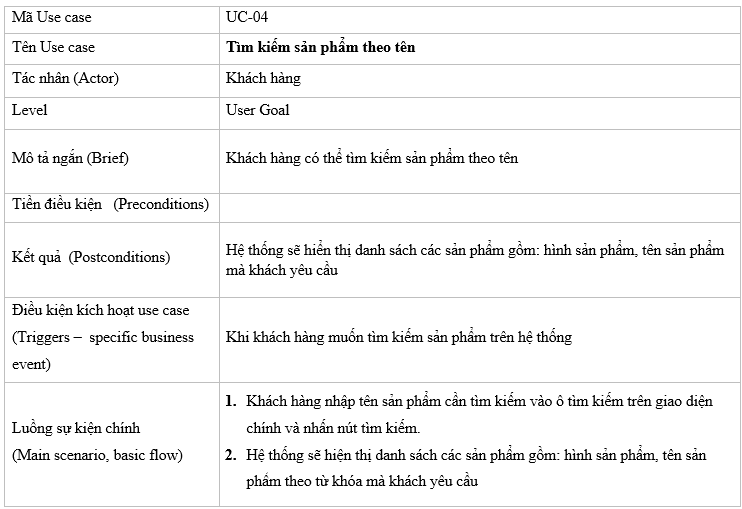 Mã Use case
UC-04
Tên Use case
Tìm kiếm sản phẩm theo tên
Tác nhân (Actor)
Khách hàng
Level
User Goal
Mô tả ngắn (Brief)
Khách hàng có thể tìm kiếm sản phẩm theo tên
Tiền điều kiện (Preconditions)
Kết quả (Postconditions)
Hệ thống sẽ hiển thị danh sách các sản phẩm gồm: hình sản phẩm, tên sản phẩm
mà khách yêu cầu
Điều kiện kích hoạt use case
(Triggers – specific business
event)
Khi khách hàng muốn tìm kiếm sản phẩm trên hệ thống
Luồng sự kiện chính
(Main scenario, basic flow)
1. Khách hàng nhập tên sản phẩm cần tìm kiếm vào ô tìm kiếm trên giao diện
chính và nhấn nút tìm kiếm.
2. Hệ thống sẽ hiện thị danh sách các sản phẩm gồm: hình sản phẩm, tên sản
phẩm theo từ khóa mà khách yêu cầu